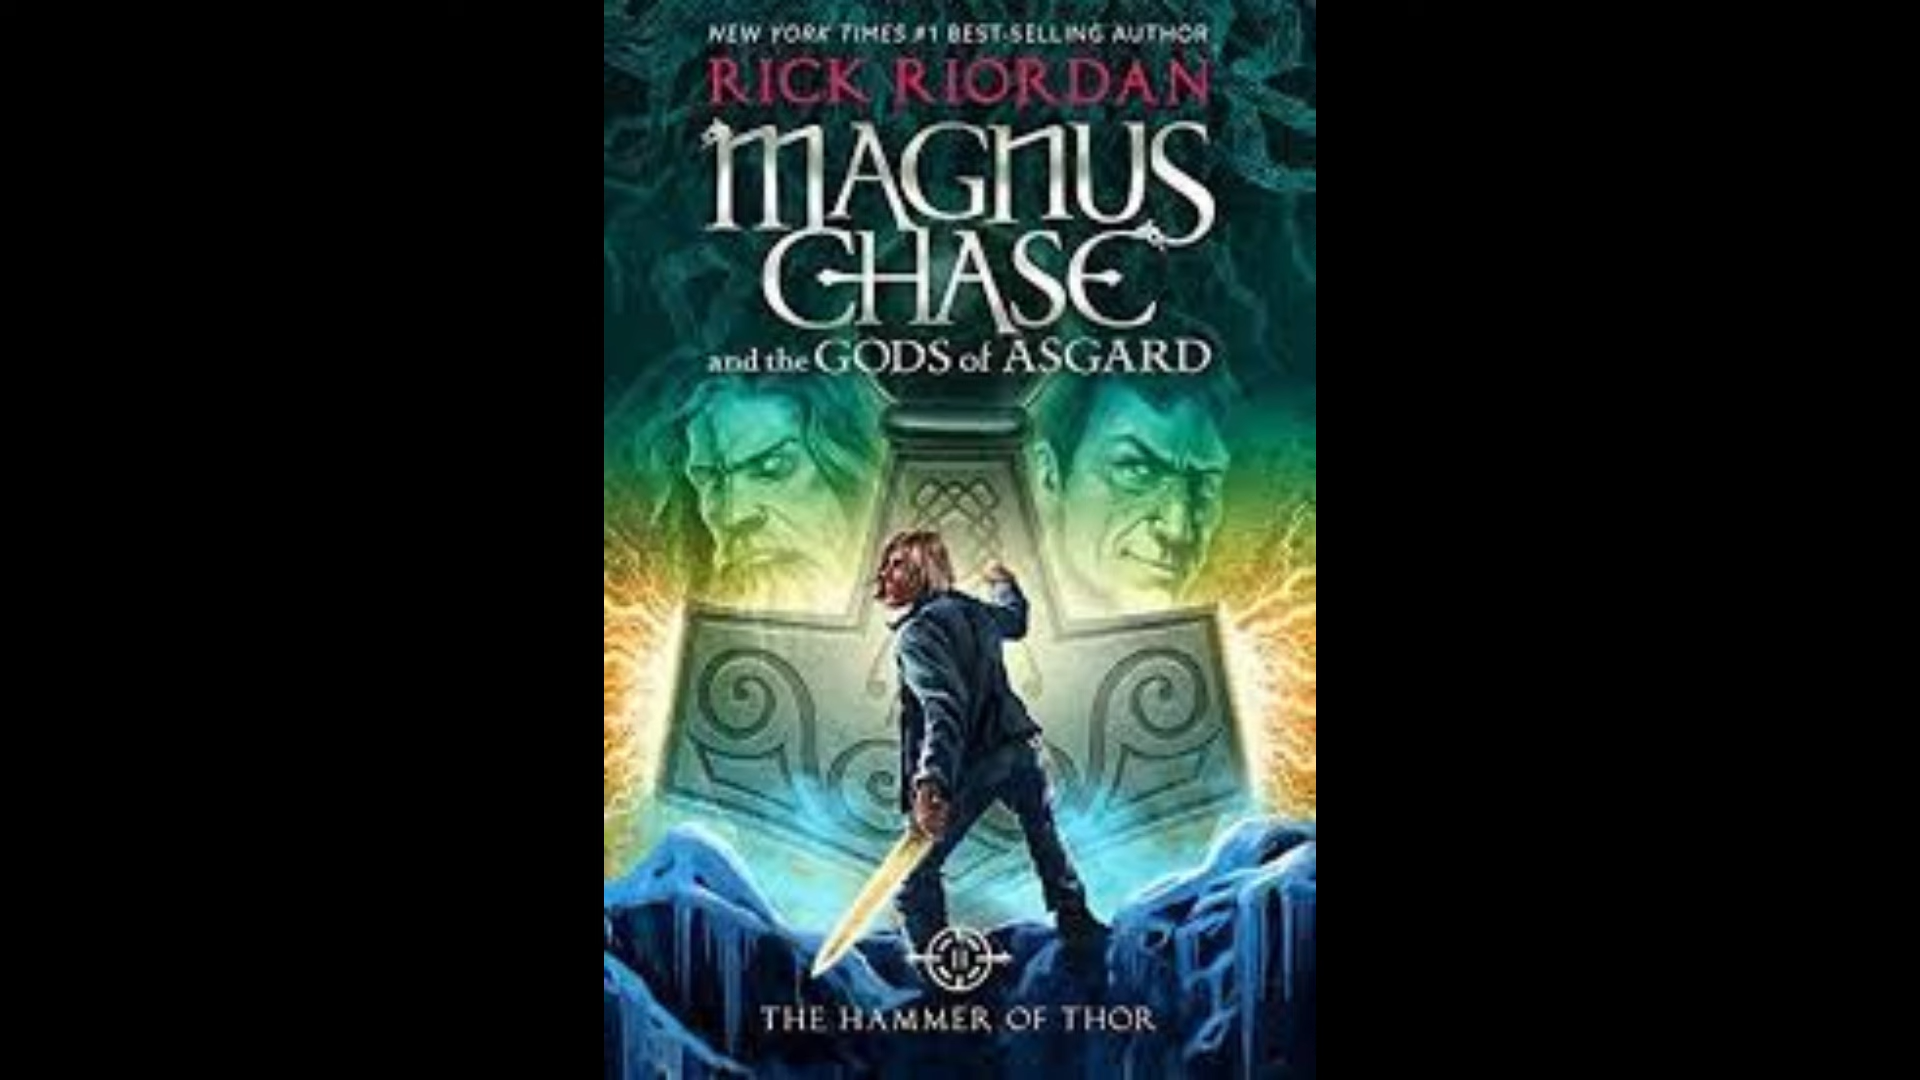 NEW YORK TIMES #1 BEST-SELLING AUTHOR
RICK RIORDAN
MAGNUS
CHASE
and the GODS of ASGARD
II
THE HAMMER OF THOR